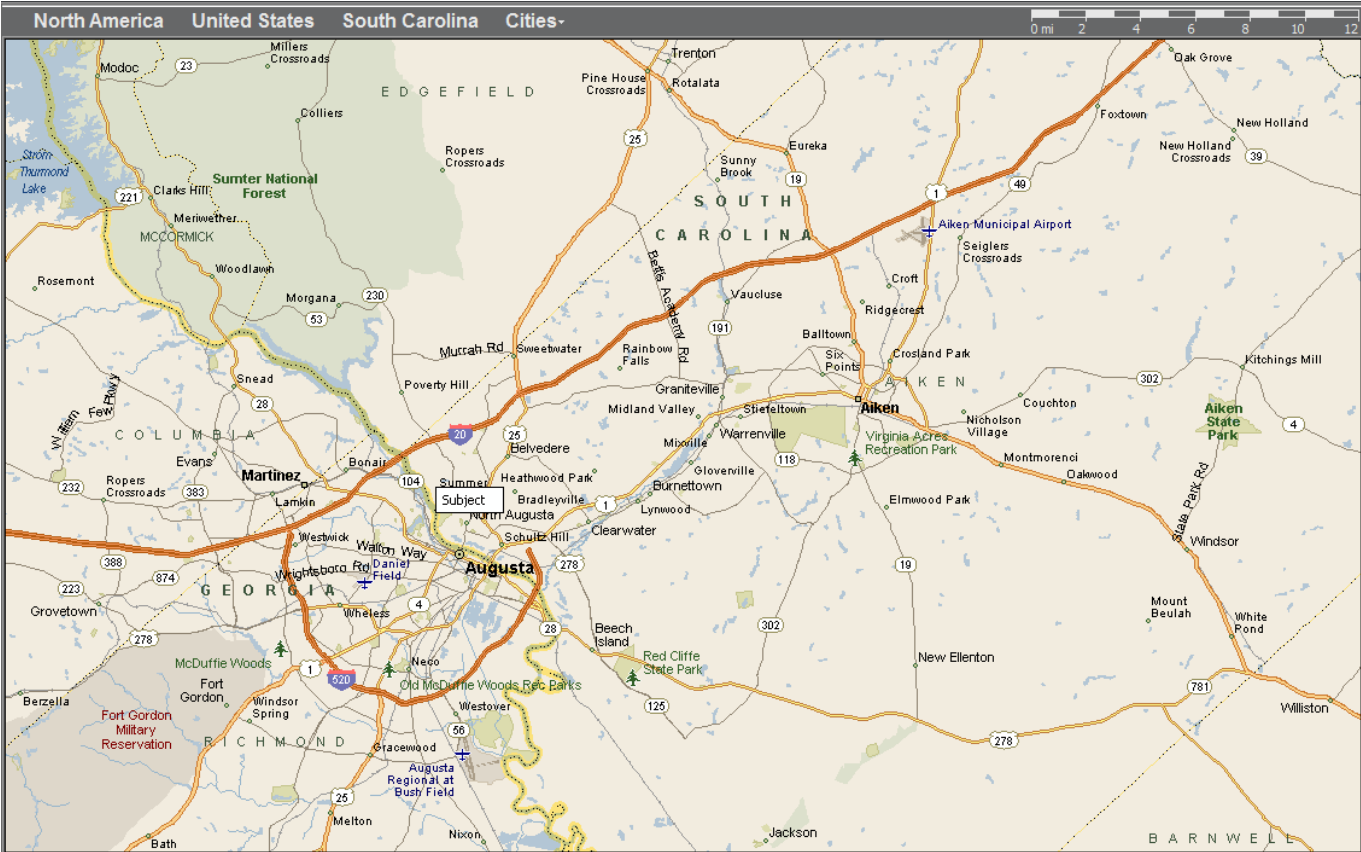 North America United States South Carolina Cities-
0 mi 2 4 6 8 10 12
Millers
Crossroads
Modoc
23
EDGEFIELD
Colliers
Trenton
Pine House
Crossroads
Rotalata
Oak Grove
Foxtown
New Holland
New Holland
Crossroads
39
25
Ropers
Crossroads
Eureka
Sunny
Brook
19
49
1
Strom
Thurmond
Lake
Sumter National
Forest
221
Clarks Hill
Meriwether
MCCORMICK
SOUTH
CAROLINA
Aiken Municipal Airport
Seiglers
Crossroads
Woodlawn
Rosemont
Morgana
230
53
Bettis Academy Rd
Vaucluse
Croft
Ridgecrest
191
Balltown
Murrah Rd
Sweetwater
Rainbow
Falls
Six
Points
Crosland Park
Kitchings Mill
Snead
Poverty Hill
Graniteville
AIKEN
302
William Few Pkwy
28
Midland Valley
Stiefeltown
Aiken
Couchton
Nicholson
Village
Aiken
State
Park
4
COLUMBIA
20
25
Belvedere
Mixville
Warrenville
Virginia Acres
Recreation Park
Evans
Bonair
118
Montmorenci
Martinez
Gloverville
Oakwood
232
Ropers
Crossroads
383
Lamkin
104
Summer
Heathwood Park
Burnettown
Subject
Bradleyville
1
Lynwood
Elmwood Park
State Park Rd
North Augusta
Clearwater
Westwick
Walton Way
Schultz Hill
Windsor
388
874
Wrightsboro Rd
Daniel
Field
Augusta
278
19
223
GEORGIA
Grovetown
Wheless
4
Mount
Beulah
278
28
Beech
Island
302
White
Pond
McDuffie Woods
1
Neco
Red Cliffe
State Park
New Ellenton
520
Old McDuffie Woods Rec Parks
781
Fort
Gordon
Berzella
Windsor
Spring
Westover
125
Williston
Fort Gordon
Military
Reservation
RICHMOND
56
Gracewood
278
Augusta
Regional at
Bush Field
25
Melton
Nixon
Jackson
Bath
BARNWELL